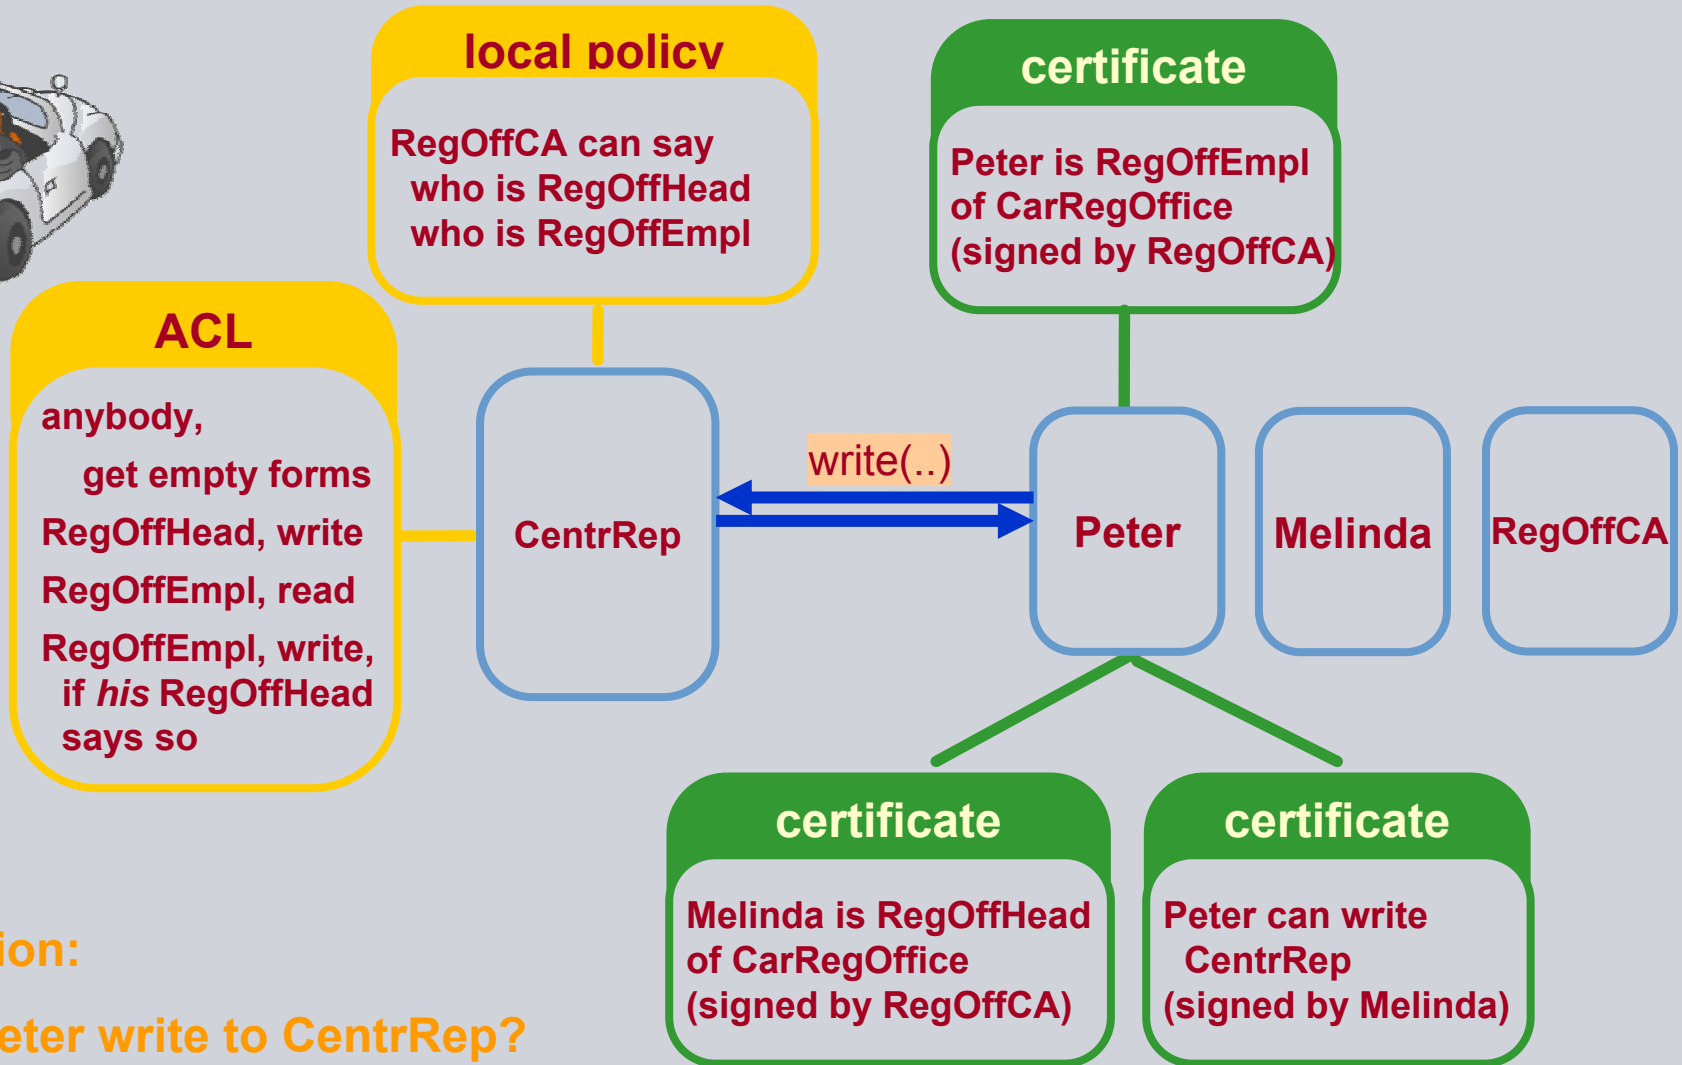 local policy
RegOffCA can say
who is RegOffHead
who is RegOffEmpl
certificate
Peter is RegOffEmpl
of CarRegOffice
(signed by RegOffCA)
ACL
anybody,
get empty forms
RegOffHead, write
RegOffEmpl, read
RegOffEmpl, write,
if his RegOffHead
says so
CentrRep
write(..)
Peter
Melinda
RegOffCA
certificate
Melinda is RegOffHead
of CarRegOffice
(signed by RegOffCA)
certificate
Peter can write
CentrRep
(signed by Melinda)
ion:
eter write to CentrRep?